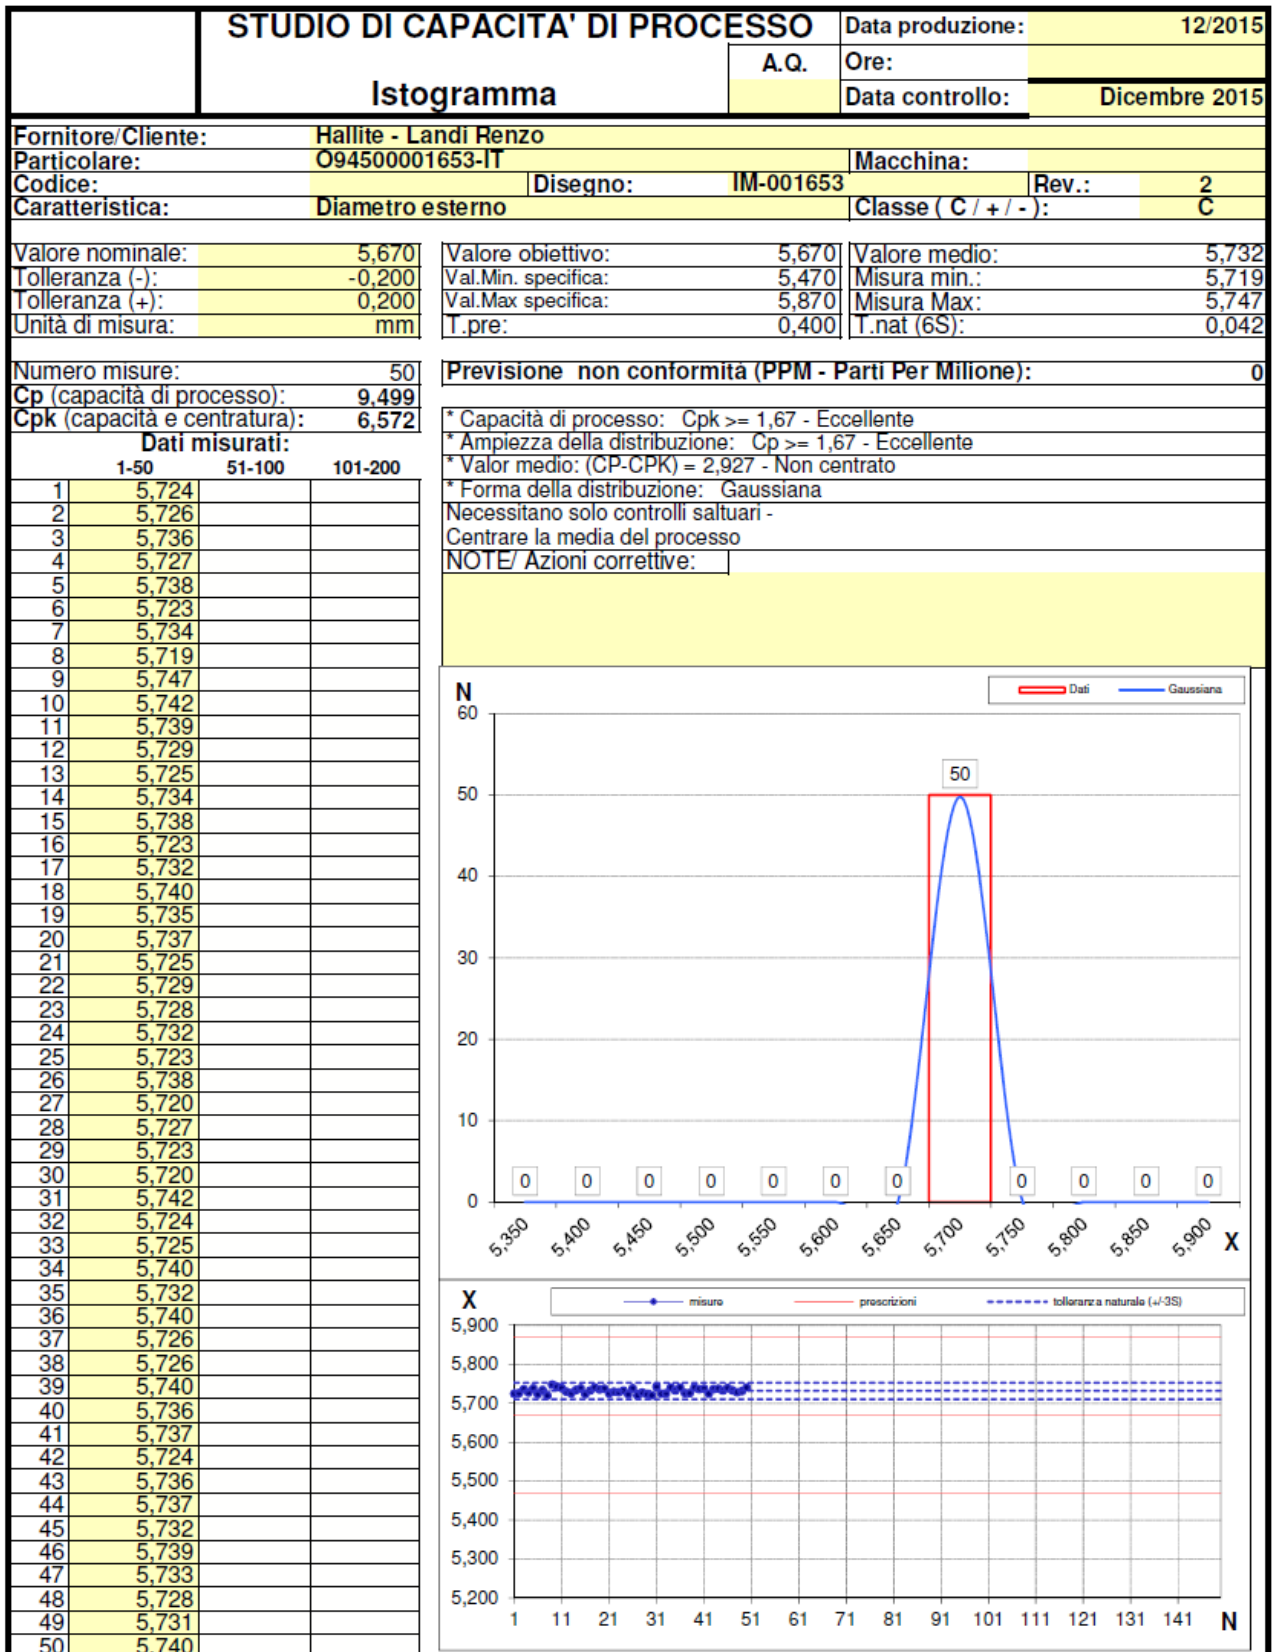 STUDIO DI CAPACITA' DI PROCESSO
Istogramma
A.Q.
Data produzione: 12/2015
Ore:
Data controllo: Dicembre 2015
Fornitore/Cliente: Hallite - Landi Renzo
Particolare: O94500001653-IT Macchina:
Codice: Disegno: IM-001653 Rev.: 2
Caratteristica: Diametro esterno Classe ( C / + / - ): C
Valore nominale: 5,670 Valore obiettivo: 5,670 Valore medio: 5,732
Tolleranza (-): -0,200 Val.Min. specifica: 5,470 Misura min.: 5,719
Tolleranza (+): 0,200 Val.Max specifica: 5,870 Misura Max: 5,747
Unità di misura: mm T.pre: 0,400 T.nat (6S): 0,042
Numero misure: 50 Previsione non conformità (PPM - Parti Per Milione): 0
Cp (capacità di processo): 9,499
Cpk (capacità e centratura): 6,572
* Capacità di processo: Cpk >= 1,67 - Eccellente
* Ampiezza della distribuzione: Cp >= 1,67 - Eccellente
* Valor medio: (CP-CPK) = 2,927 - Non centrato
* Forma della distribuzione: Gaussiana
Necessitano solo controlli saltuari -
Centrare la media del processo
NOTE/ Azioni correttive:
Dati misurati:
1-50 51-100 101-200
1 5,724
2 5,726
3 5,736
4 5,727
5 5,738
6 5,723
7 5,734
8 5,719
9 5,747
10 5,742
11 5,739
12 5,729
13 5,725
14 5,734
15 5,738
16 5,723
17 5,732
18 5,740
19 5,735
20 5,737
21 5,725
22 5,729
23 5,728
24 5,732
25 5,723
26 5,738
27 5,720
28 5,727
29 5,723
30 5,720
31 5,742
32 5,724
33 5,725
34 5,740
35 5,732
36 5,740
37 5,726
38 5,726
39 5,740
40 5,736
41 5,737
42 5,724
43 5,736
44 5,737
45 5,732
46 5,739
47 5,733
48 5,728
49 5,731
50 5,740
N
Dati Gaussiana
60
50
40
30
20
10
0
50
0 0 0 0 0 0 0 0 0 0 0
5,350 5,400 5,450 5,500 5,550 5,600 5,650 5,700 5,750 5,800 5,850 5,900 X
X
misure prescrizioni tolleranza naturale (+/-3S)
5,900
5,800
5,700
5,600
5,500
5,400
5,300
5,200
1 11 21 31 41 51 61 71 81 91 101 111 121 131 141 N